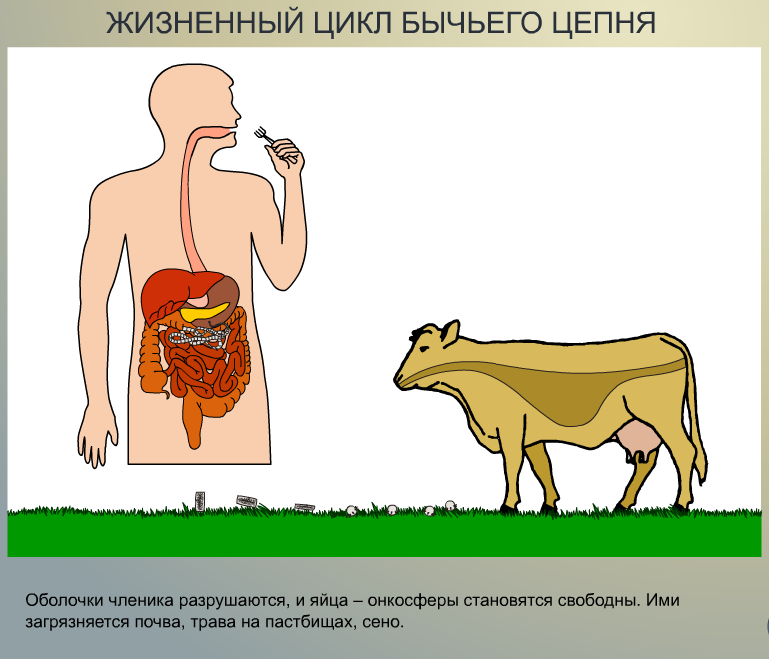 ЖИЗНЕННЫЙ ЦИКЛ БЫЧЬЕГО ЦЕПНЯ
Оболочки членика разрушаются, и яйца – онкосферы становятся свободны. Ими
загрязняется почва, трава на пастбищах, сено.